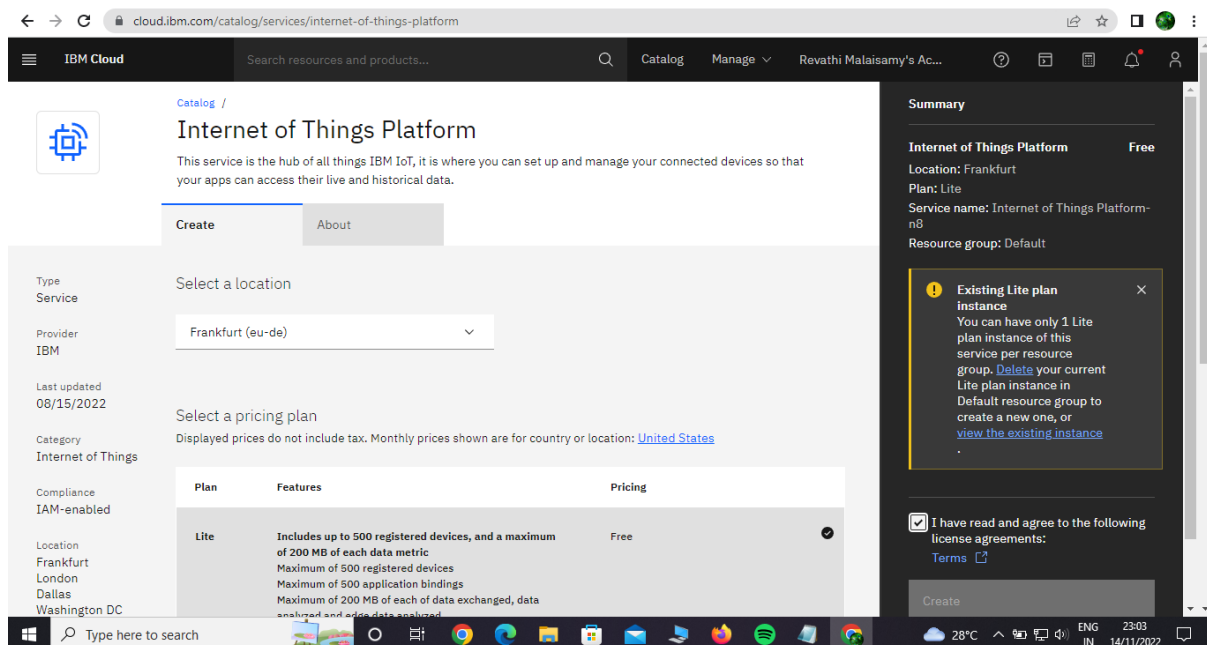 cloud.ibm.com/catalog/services/internet-of-things-platform
IBM Cloud
Search resources and products...
Catalog
Manage
Revathi Malaisamy's Ac...
Catalog /
Internet of Things Platform
This service is the hub of all things IBM IoT, it is where you can set up and manage your connected devices so that
your apps can access their live and historical data.
Create
About
Type
Service
Provider
IBM
Last updated
08/15/2022
Category
Internet of Things
Compliance
IAM-enabled
Location
Frankfurt
London
Dallas
Washington DC
Select a location
Frankfurt (eu-de)
Select a pricing plan
Displayed prices do not include tax. Monthly prices shown are for country or location: United States
Plan
Features
Pricing
Lite
Includes up to 500 registered devices, and a maximum
of 200 MB of each data metric
Free
Maximum of 500 registered devices
Maximum of 500 application bindings
Maximum of 200 MB of each of data exchanged, data
analyzed and edge data analyzed
Summary
Internet of Things Platform
Free
Location: Frankfurt
Plan: Lite
Service name: Internet of Things Platform-
n8
Resource group: Default
Existing Lite plan
instance
You can have only 1 Lite
plan instance of this
service per resource
group. Delete your current
Lite plan instance in
Default resource group to
create a new one, or
view the existing instance
.
I have read and agree to the following
license agreements:
Terms
Create
Type here to search
28°C
ENG
IN
23:03
14/11/2022